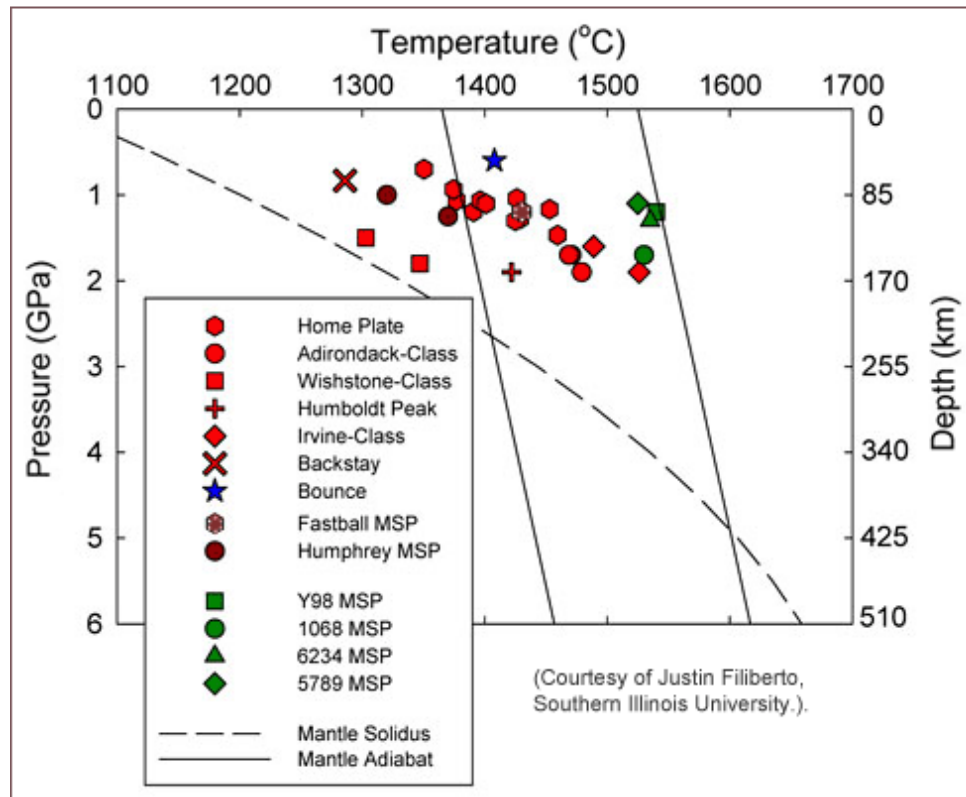 Temperature (°C)
1100 1200 1300 1400 1500 1600 1700
0 0
1 85
2 170
3 255
4 340
5 425
6 510
Pressure (GPa)
Depth (km)
Home Plate
Adirondack-Class
Wishstone-Class
Humboldt Peak
Irvine-Class
Backstay
Bounce
Fastball MSP
Humphrey MSP
Y98 MSP
1068 MSP
6234 MSP
5789 MSP
Mantle Solidus
Mantle Adiabat
(Courtesy of Justin Filiberto,
Southern Illinois University.).